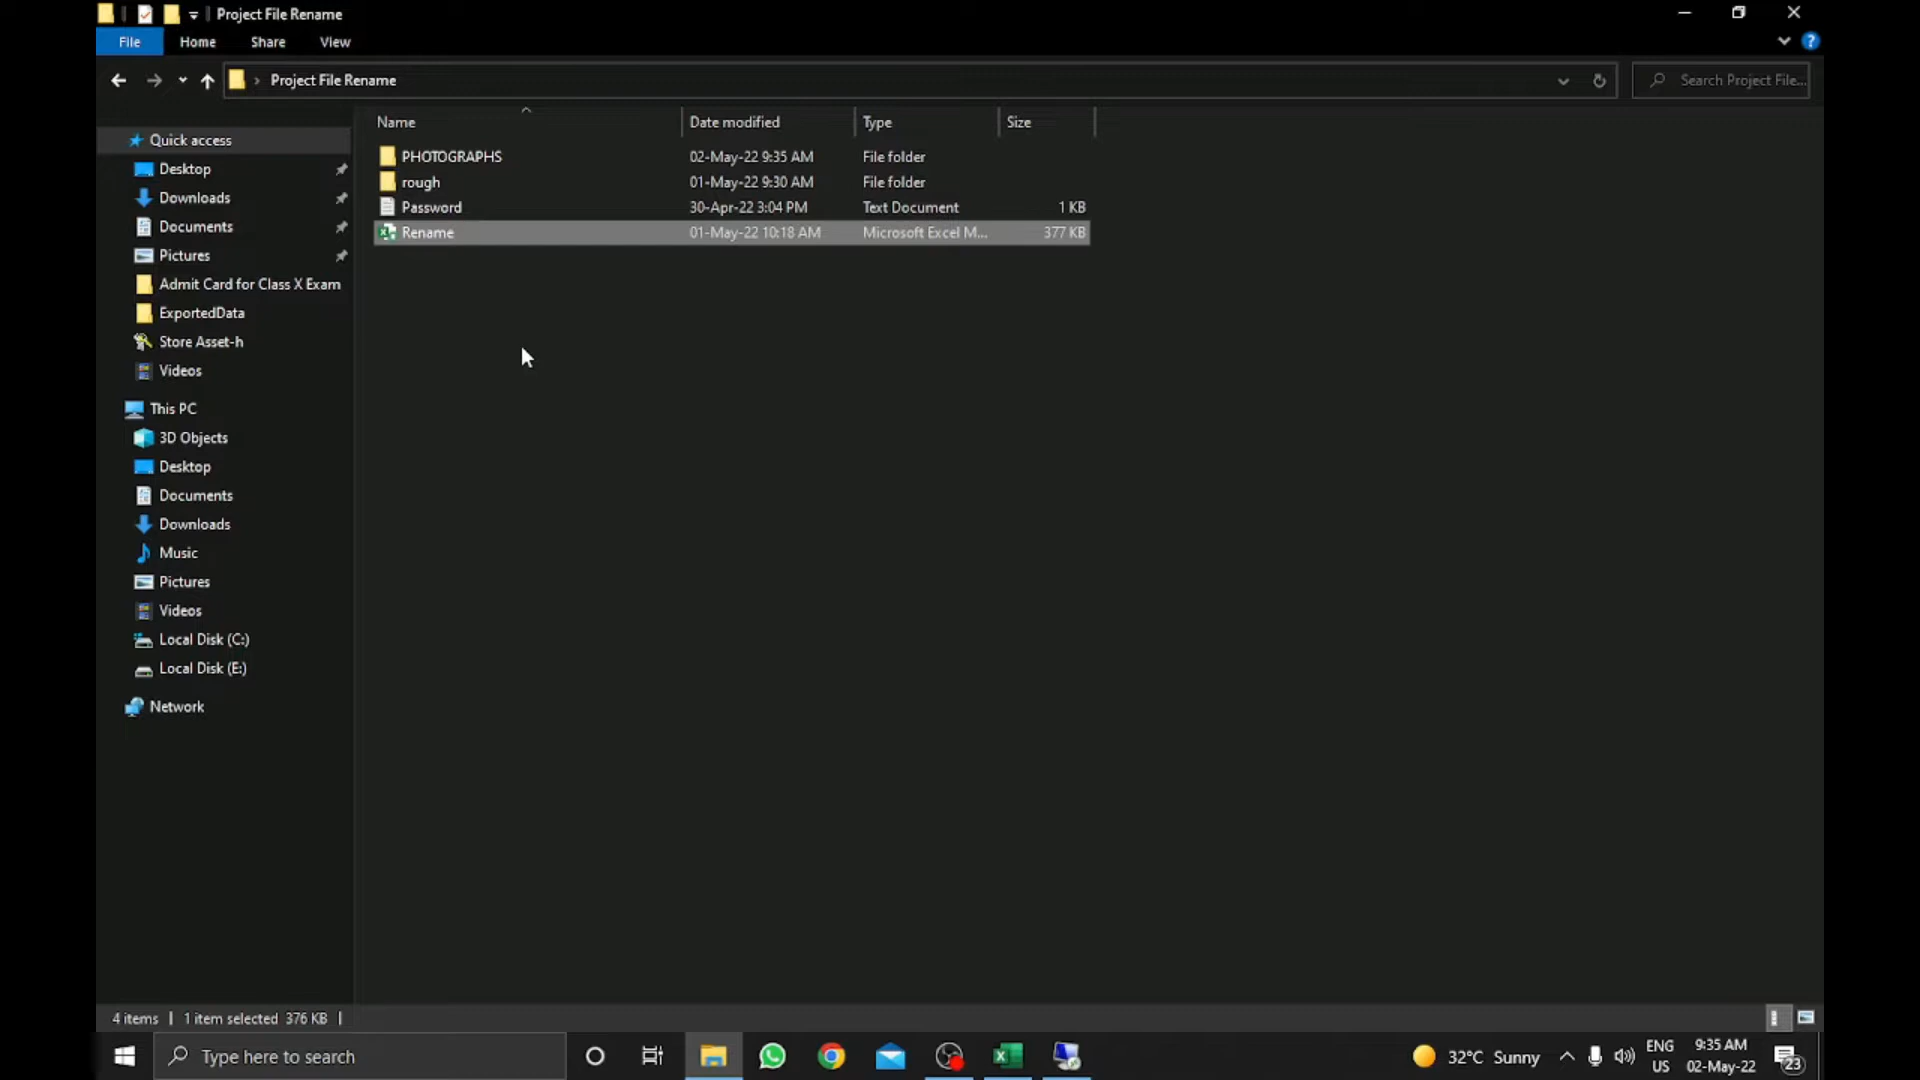 Project File Rename
File Home Share View
Project File Rename
Search Project File...
Name Date modified Type Size
Quick access
Desktop
Downloads
Documents
Pictures
Admit Card for Class X Exam
ExportedData
Store Asset-h
Videos
This PC
3D Objects
Desktop
Documents
Downloads
Music
Pictures
Videos
Local Disk (C:)
Local Disk (E:)
Network
PHOTOGRAPHS 02-May-22 9:35 AM File folder
rough 01-May-22 9:30 AM File folder
Password 30-Apr-22 3:04 PM Text Document 1 KB
Rename 01-May-22 10:18 AM Microsoft Excel M... 377 KB
4 items 1 item selected 376 KB
Type here to search
32°C Sunny
ENG
US
9:35 AM
02-May-22
23